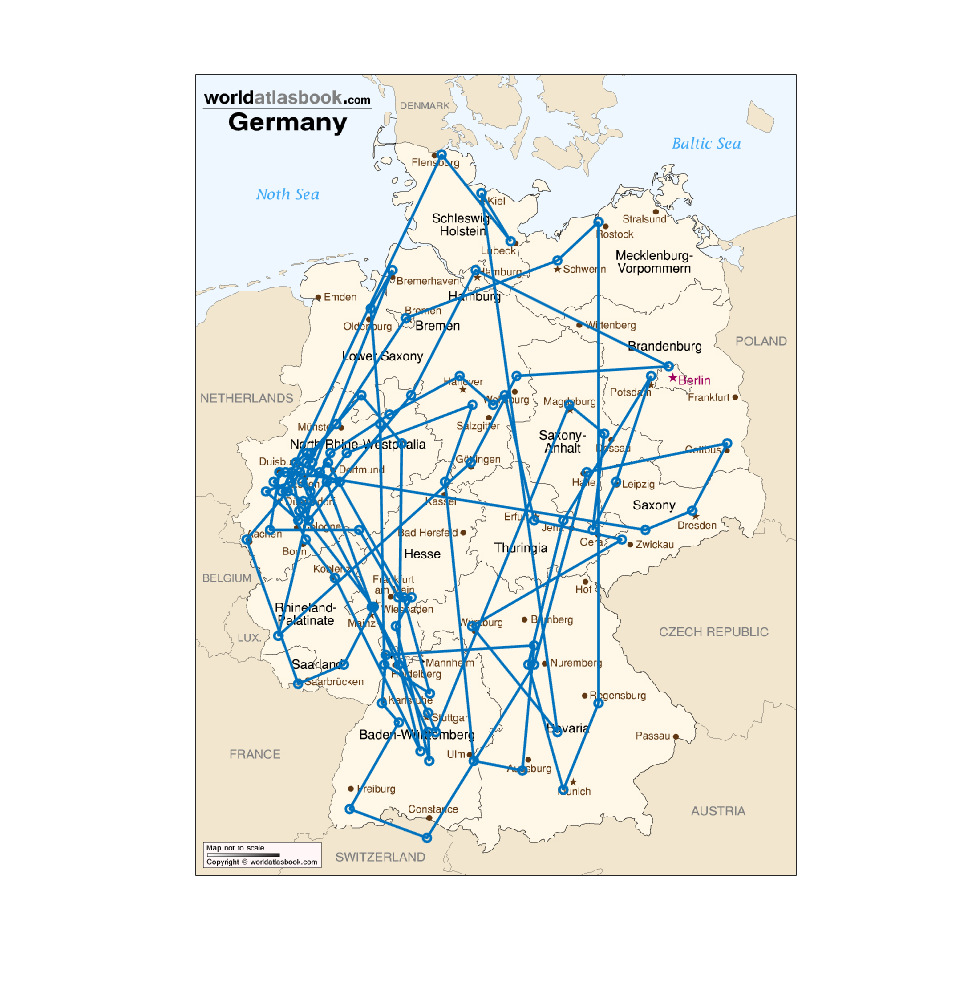 worldatlasbook.com
Germany
DENMARK
Baltic Sea
Noth Sea
Flensburg
Kiel
Schleswig-
Holstein
Stralsund
Rostock
Lübeck
Mecklenburg-
Vorpommern
Schwerin
Hamburg
Bremerhaven
Hamburg
Emden
Bremen
Oldenburg
Bremen
Wittenberg
Brandenburg
POLAND
Lower Saxony
Berlin
Hanover
Potsdam
Frankfurt
NETHERLANDS
Magdeburg
Münster
Salzgitter
Saxony-
Anhalt
Dessau
North Rhine-Westphalia
Cottbus
Göttingen
Duisburg
Dortmund
Halle
Leipzig
Kassel
Saxony
Erfurt
Dresden
Cologne
Aachen
Bad Hersfeld
Jena
Gera
Zwickau
Bonn
Hesse
Thuringia
BELGIUM
Koblenz
Frankfurt
am Main
Hof
Wiesbaden
Rhineland-
Palatinate
Mainz
Würzburg
Bamberg
CZECH REPUBLIC
LUX.
Saarland
Mannheim
Nuremberg
Heidelberg
Saarbrücken
Karlsruhe
Regensburg
Stuttgart
Baden-Württemberg
Bavaria
Passau
FRANCE
Ulm
Augsburg
Freiburg
Munich
Constance
AUSTRIA
Map not to scale
Copyright © worldatlasbook.com
SWITZERLAND